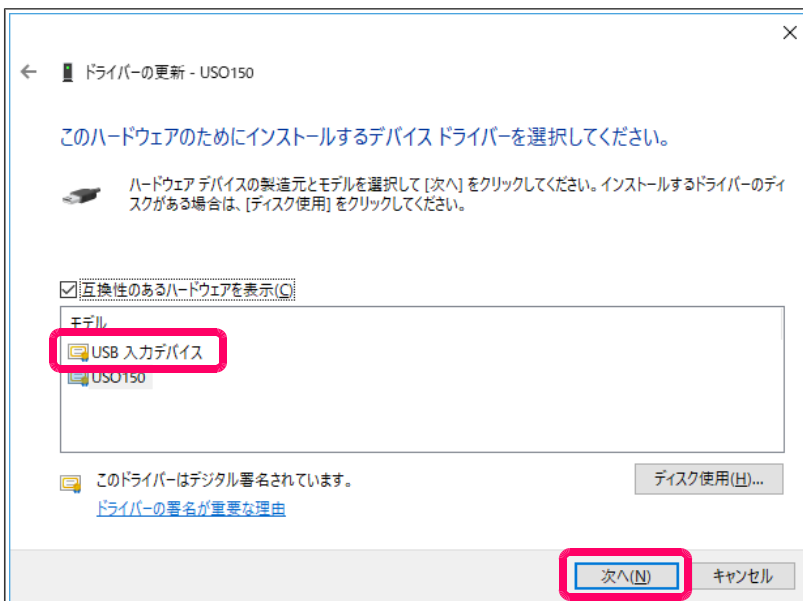 ドライバーの更新 - USO150
このハードウェアのためにインストールするデバイス ドライバーを選択してください。
ハードウェア デバイスの製造元とモデルを選択して [次へ] をクリックしてください。インストールするドライバーのディ
スクがある場合は、[ディスク使用] をクリックしてください。
互換性のあるハードウェアを表示(C)
モデル
USB 入力デバイス
USO150
このドライバーはデジタル署名されています。
ディスク使用(H)...
ドライバーの署名が重要な理由
次へ(N)
キャンセル